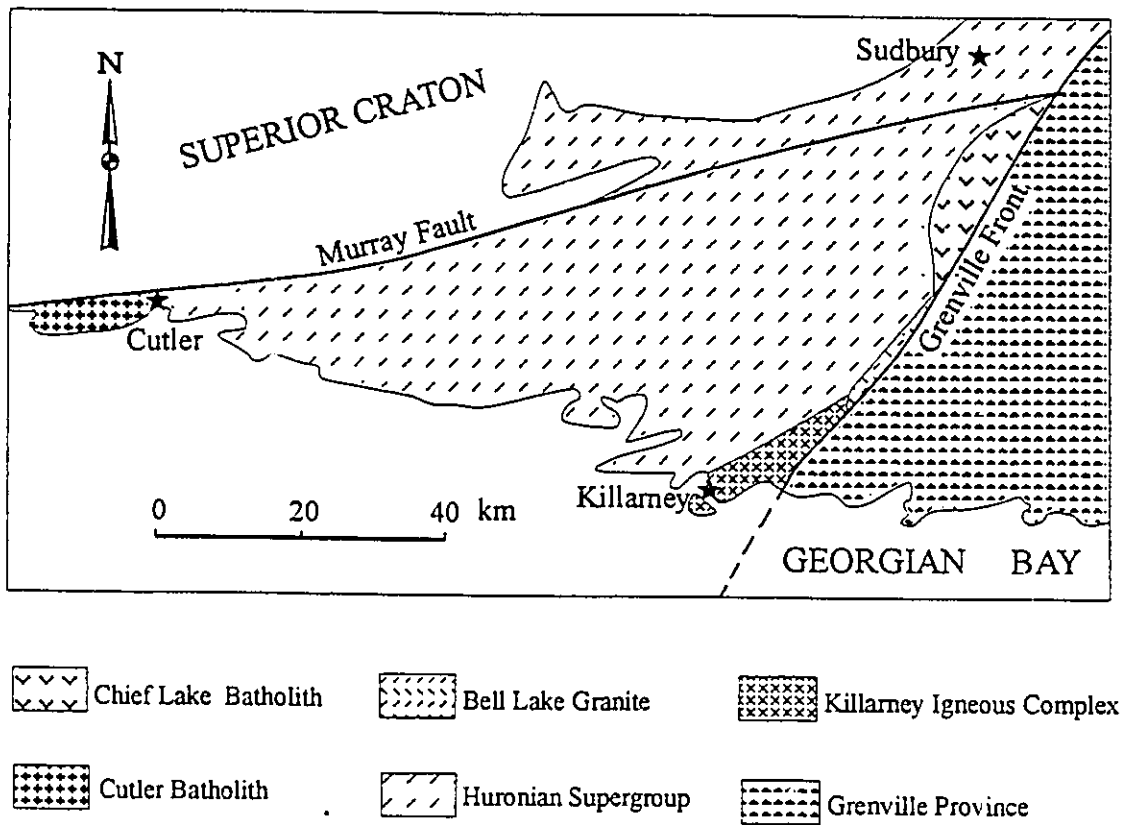 Sudbury
N
SUPERIOR CRATON
Murray Fault
Grenville Front
Cutler
Killarney
0 20 40 km
GEORGIAN BAY
Chief Lake Batholith
Bell Lake Granite
Killarney Igneous Complex
Cutler Batholith
Huronian Supergroup
Grenville Province